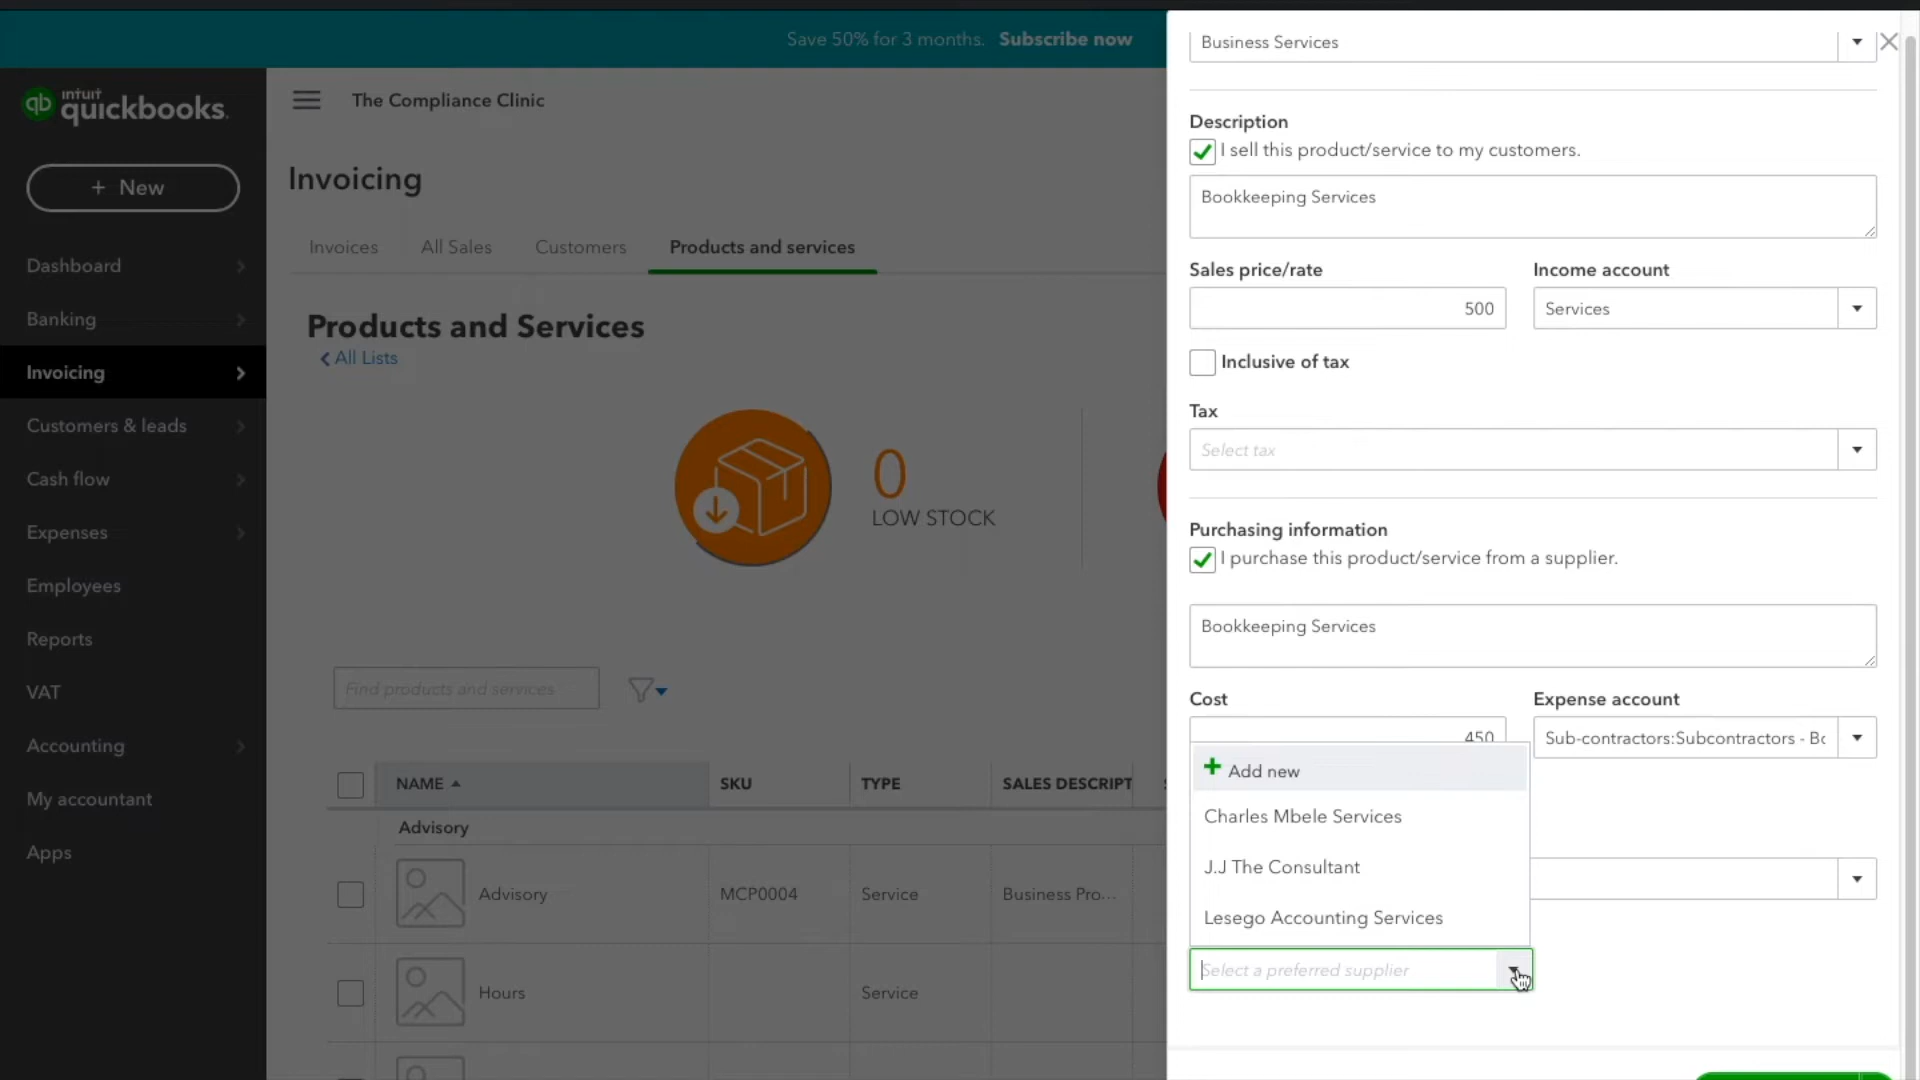 Save 50% for 3 months. Subscribe now
intuit
quickbooks.
+ New
Dashboard
Banking
Invoicing
Customers & leads
Cash flow
Expenses
Employees
Reports
VAT
Accounting
My accountant
Apps
The Compliance Clinic
Invoicing
Invoices
All Sales
Customers
Products and services
Products and Services
All Lists
0
LOW STOCK
Find products and services
NAME
SKU
TYPE
SALES DESCRIPT
Advisory
Advisory
MCP0004
Service
Business Pro...
Hours
Service
Business Services
Description
I sell this product/service to my customers.
Bookkeeping Services
Sales price/rate
Income account
500
Services
Inclusive of tax
Tax
Select tax
Purchasing information
I purchase this product/service from a supplier.
Bookkeeping Services
Cost
Expense account
450
Sub-contractors:Subcontractors - Bo
+ Add new
Charles Mbele Services
J.J The Consultant
Lesego Accounting Services
Select a preferred supplier